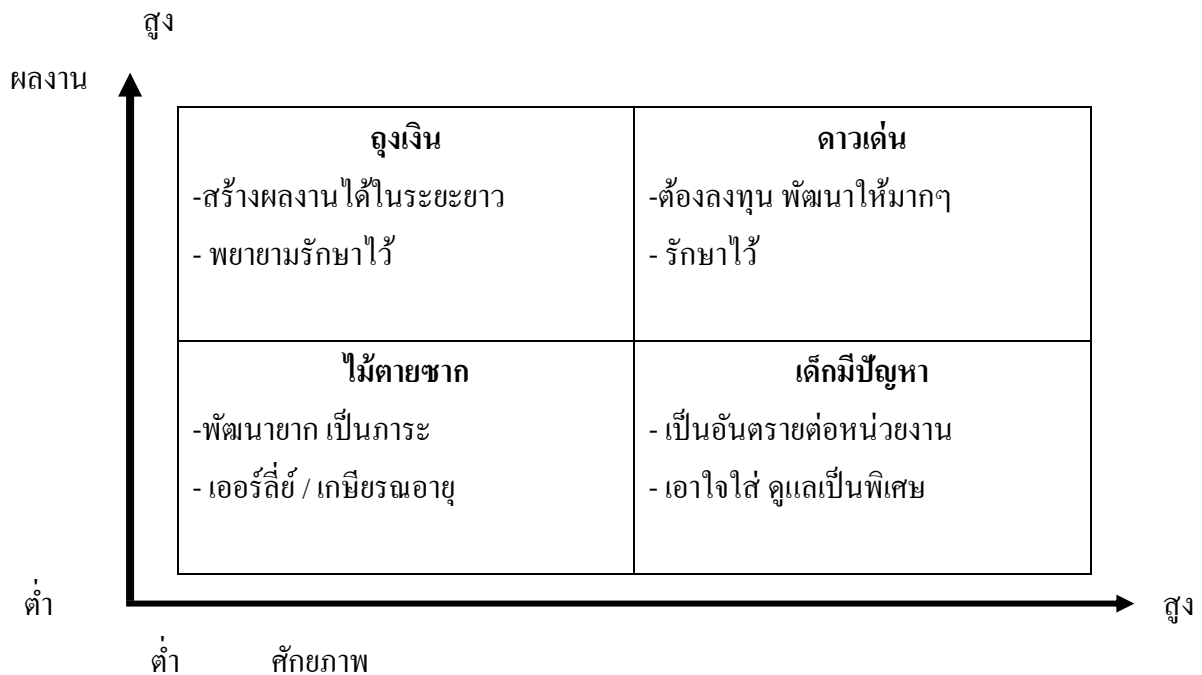 สูง
ผลงาน
ถุงเงิน
-สร้างผลงานได้ในระยะยาว
- พยายามรักษาไว้
ดาวเด่น
-ต้องลงทุน พัฒนาให้มากๆ
- รักษาไว้
ไม้ตายซาก
-พัฒนายาก เป็นภาระ
- เออร์ลี่ย์ / เกษียรณอายุ
เด็กมีปัญหา
- เป็นอันตรายต่อหน่วยงาน
- เอาใจใส่ ดูแลเป็นพิเศษ
ต่ำ
สูง
ต่ำ ศักยภาพ